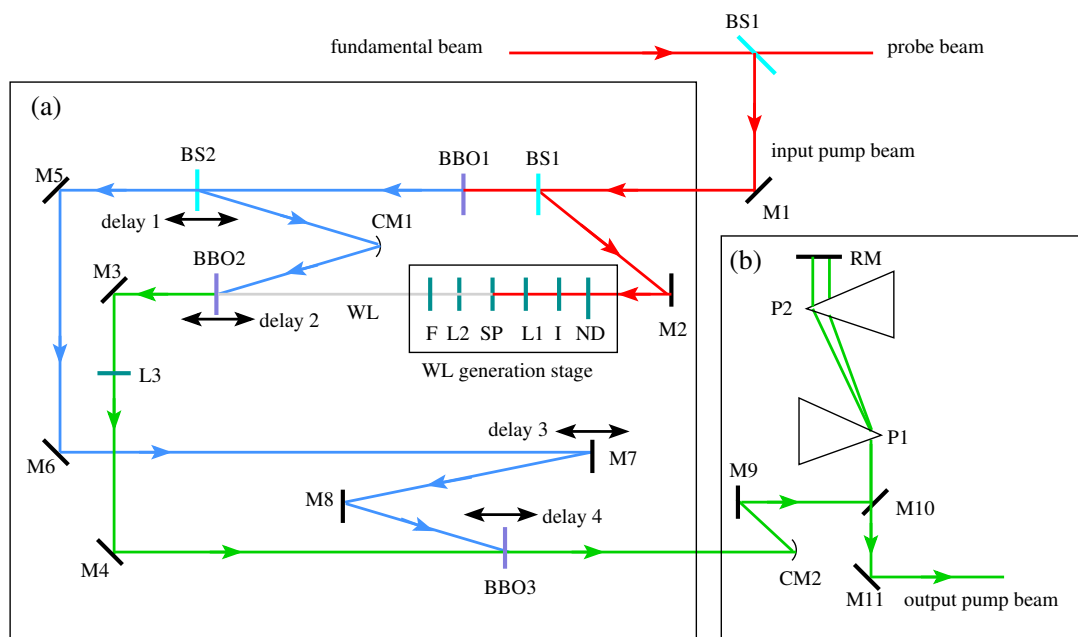 BS1
fundamental beam
probe beam
(a)
BS2
BBO1
BS1
input pump beam
M5
delay 1
CM1
M1
M3
BBO2
(b)
RM
WL
delay 2
F L2 SP L1 I ND
M2
P2
WL generation stage
L3
delay 3
P1
M6
M7
M9
M8
delay 4
M10
M4
BBO3
CM2
M11
output pump beam